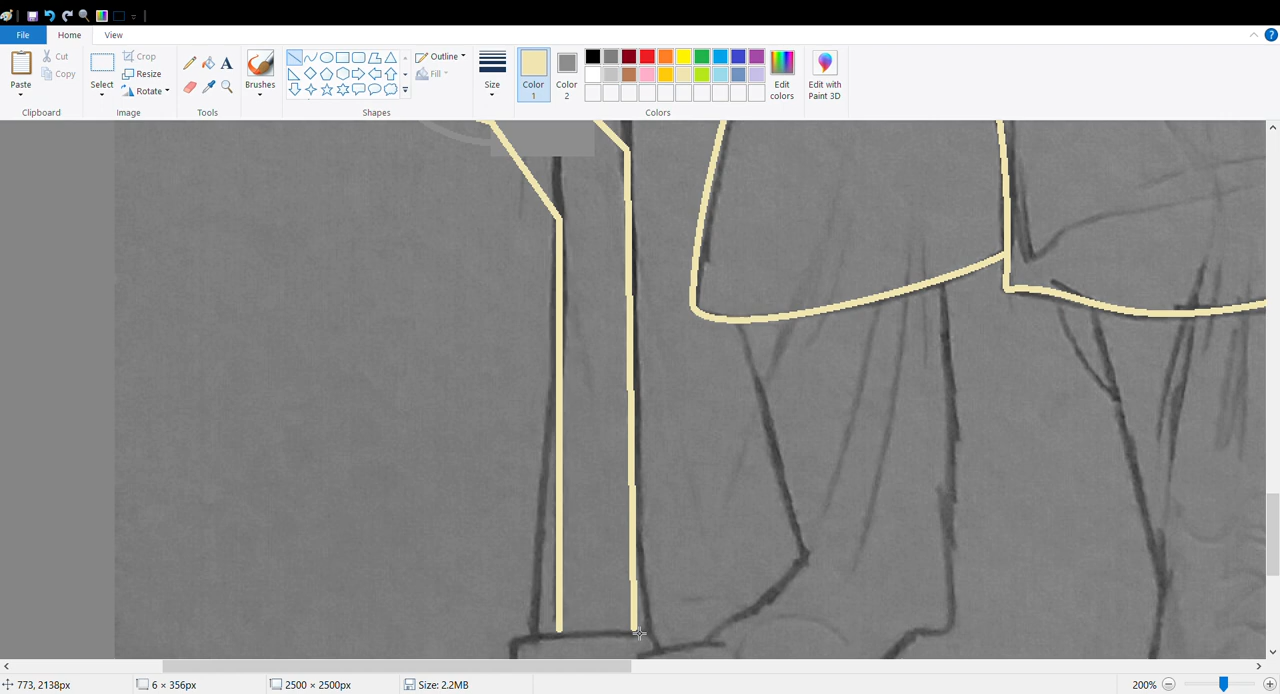 File
Home
View
Paste
Cut
Copy
Clipboard
Select
Crop
Resize
Rotate
Image
Tools
Brushes
Outline
Fill
Shapes
Size
Color
1
Color
2
Edit
colors
Colors
Edit with
Paint 3D
773, 2138px
6 × 356px
2500 × 2500px
Size: 2.2MB
200%